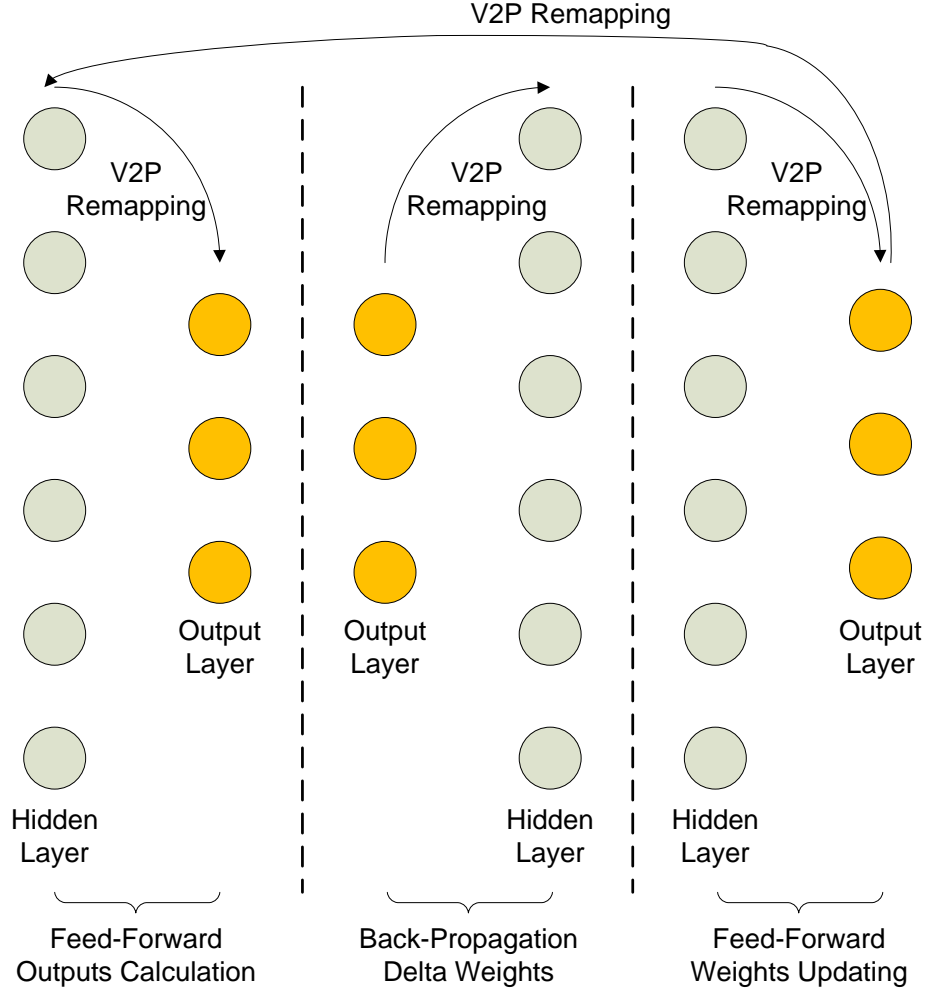 V2P Remapping
V2P
Remapping
V2P
Remapping
V2P
Remapping
Output
Layer
Output
Layer
Output
Layer
Hidden
Layer
Hidden
Layer
Hidden
Layer
Feed-Forward
Outputs Calculation
Back-Propagation
Delta Weights
Feed-Forward
Weights Updating